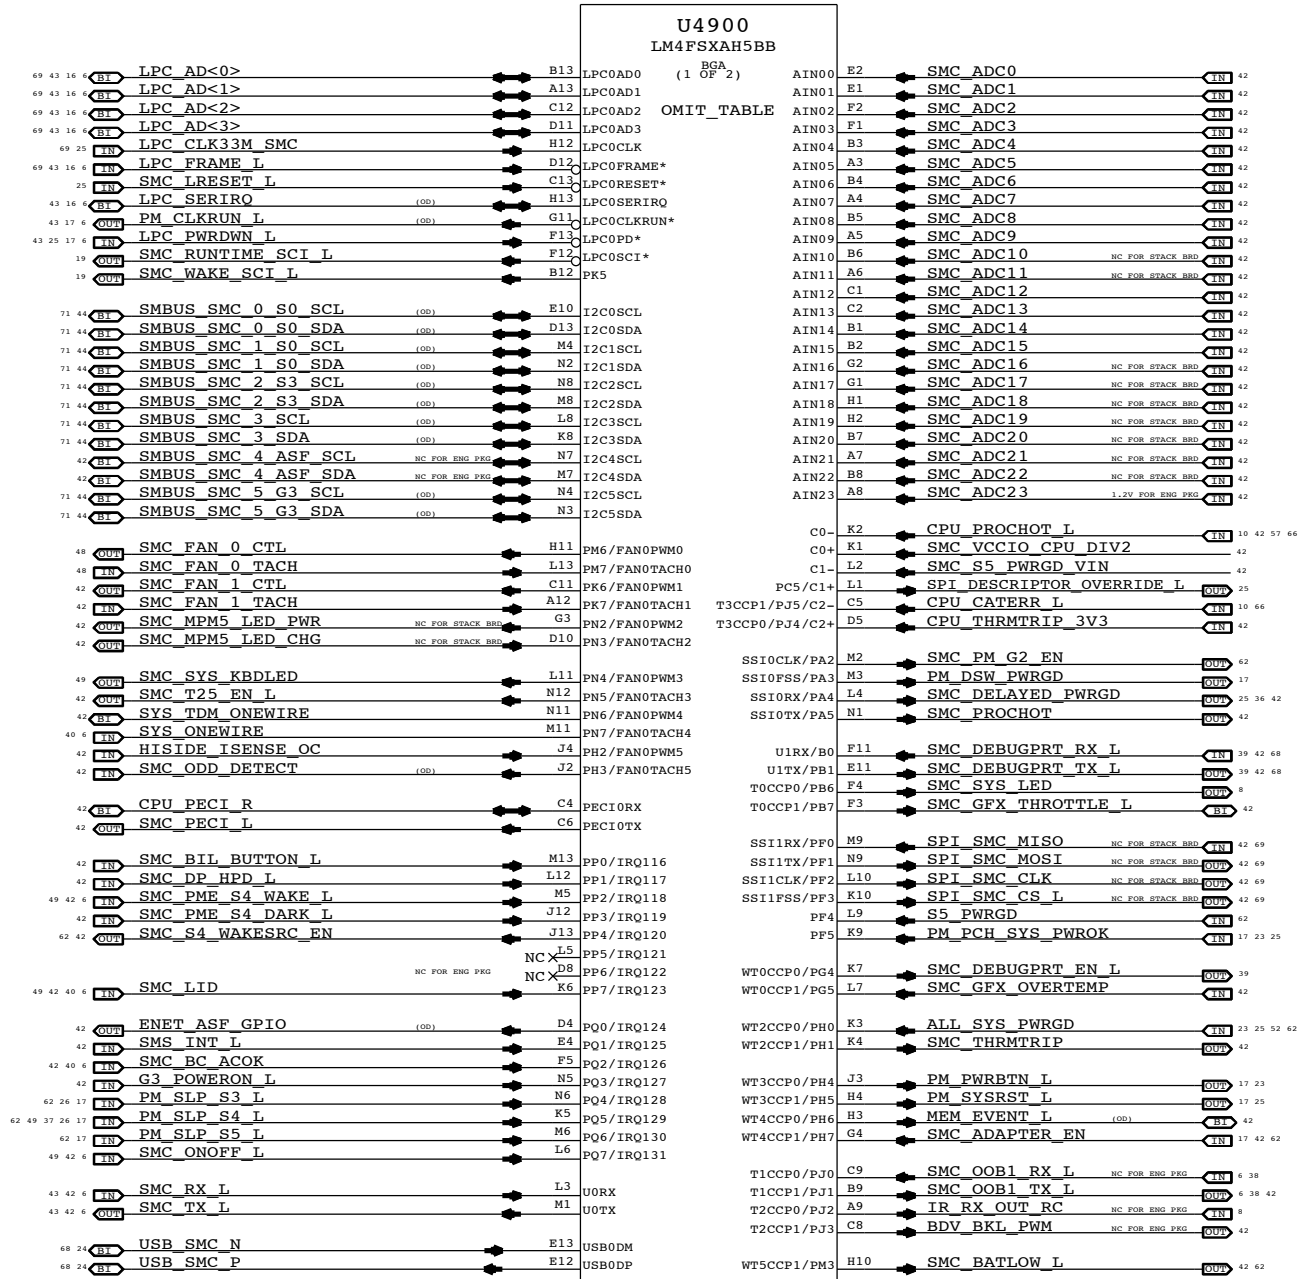 U4900
LM4FSXAH5BB
BGA
(1 OF 2)
OMIT_TABLE
69 43 16 6 BI LPC_AD<0> B13 LPC0AD0
69 43 16 6 BI LPC_AD<1> A13 LPC0AD1
69 43 16 6 BI LPC_AD<2> C12 LPC0AD2
69 43 16 6 BI LPC_AD<3> D11 LPC0AD3
69 25 IN LPC_CLK33M_SMC H12 LPC0CLK
69 43 16 6 IN LPC_FRAME_L D12 LPC0FRAME*
25 IN SMC_LRESET_L C13 LPC0RESET*
43 16 6 BI LPC_SERIRQ (OD) H13 LPC0SERIRQ
43 17 6 OUT PM_CLKRUN_L (OD) G11 LPC0CLKRUN*
43 25 17 6 IN LPC_PWRDWN_L F13 LPC0PD*
19 OUT SMC_RUNTIME_SCI_L F12 LPC0SCI*
19 OUT SMC_WAKE_SCI_L B12 PK5
71 44 BI SMBUS_SMC_0_S0_SCL (OD) E10 I2C0SCL
71 44 BI SMBUS_SMC_0_S0_SDA (OD) D13 I2C0SDA
71 44 BI SMBUS_SMC_1_S0_SCL (OD) M4 I2C1SCL
71 44 BI SMBUS_SMC_1_S0_SDA (OD) N2 I2C1SDA
71 44 BI SMBUS_SMC_2_S3_SCL (OD) N8 I2C2SCL
71 44 BI SMBUS_SMC_2_S3_SDA (OD) M8 I2C2SDA
71 44 BI SMBUS_SMC_3_SCL (OD) L8 I2C3SCL
71 44 BI SMBUS_SMC_3_SDA (OD) K8 I2C3SDA
42 BI SMBUS_SMC_4_ASF_SCL NC FOR ENG PKG N7 I2C4SCL
42 BI SMBUS_SMC_4_ASF_SDA NC FOR ENG PKG M7 I2C4SDA
71 44 BI SMBUS_SMC_5_G3_SCL (OD) N4 I2C5SCL
71 44 BI SMBUS_SMC_5_G3_SDA (OD) N3 I2C5SDA
48 OUT SMC_FAN_0_CTL H11 PM6/FAN0PWM0
48 IN SMC_FAN_0_TACH L13 PM7/FAN0TACH0
42 OUT SMC_FAN_1_CTL C11 PK6/FAN0PWM1
42 IN SMC_FAN_1_TACH A12 PK7/FAN0TACH1
42 OUT SMC_MPM5_LED_PWR NC FOR STACK BRD G3 PN2/FAN0PWM2
42 OUT SMC_MPM5_LED_CHG NC FOR STACK BRD D10 PN3/FAN0TACH2
49 OUT SMC_SYS_KBDLED L11 PN4/FAN0PWM3
42 OUT SMC_T25_EN_L N12 PN5/FAN0TACH3
42 BI SYS_TDM_ONEWIRE N11 PN6/FAN0PWM4
40 6 IN SYS_ONEWIRE M11 PN7/FAN0TACH4
42 IN HISIDE_ISENSE_OC J4 PH2/FAN0PWM5
42 IN SMC_ODD_DETECT (OD) J2 PH3/FAN0TACH5
42 BI CPU_PECI_R C4 PECI0RX
42 OUT SMC_PECI_L C6 PECI0TX
42 IN SMC_BIL_BUTTON_L M13 PP0/IRQ116
42 IN SMC_DP_HPD_L L12 PP1/IRQ117
49 42 6 IN SMC_PME_S4_WAKE_L M5 PP2/IRQ118
42 IN SMC_PME_S4_DARK_L J12 PP3/IRQ119
62 42 OUT SMC_S4_WAKESRC_EN J13 PP4/IRQ120
NC L5 PP5/IRQ121
NC FOR ENG PKG NC D8 PP6/IRQ122
49 42 40 6 IN SMC_LID K6 PP7/IRQ123
42 OUT ENET_ASF_GPIO (OD) D4 PQ0/IRQ124
42 IN SMS_INT_L E4 PQ1/IRQ125
42 40 6 IN SMC_BC_ACOK F5 PQ2/IRQ126
42 IN G3_POWERON_L N5 PQ3/IRQ127
62 26 17 IN PM_SLP_S3_L N6 PQ4/IRQ128
62 49 37 26 17 IN PM_SLP_S4_L K5 PQ5/IRQ129
62 17 IN PM_SLP_S5_L M6 PQ6/IRQ130
49 42 6 IN SMC_ONOFF_L L6 PQ7/IRQ131
43 42 6 IN SMC_RX_L L3 U0RX
43 42 6 OUT SMC_TX_L M1 U0TX
68 24 BI USB_SMC_N E13 USB0DM
68 24 BI USB_SMC_P E12 USB0DP
AIN00 E2 SMC_ADC0 IN 42
AIN01 E1 SMC_ADC1 IN 42
AIN02 F2 SMC_ADC2 IN 42
AIN03 F1 SMC_ADC3 IN 42
AIN04 B3 SMC_ADC4 IN 42
AIN05 A3 SMC_ADC5 IN 42
AIN06 B4 SMC_ADC6 IN 42
AIN07 A4 SMC_ADC7 IN 42
AIN08 B5 SMC_ADC8 IN 42
AIN09 A5 SMC_ADC9 IN 42
AIN10 B6 SMC_ADC10 NC FOR STACK BRD IN 42
AIN11 A6 SMC_ADC11 NC FOR STACK BRD IN 42
AIN12 C1 SMC_ADC12 IN 42
AIN13 C2 SMC_ADC13 IN 42
AIN14 B1 SMC_ADC14 IN 42
AIN15 B2 SMC_ADC15 IN 42
AIN16 G2 SMC_ADC16 NC FOR STACK BRD IN 42
AIN17 G1 SMC_ADC17 NC FOR STACK BRD IN 42
AIN18 H1 SMC_ADC18 NC FOR STACK BRD IN 42
AIN19 H2 SMC_ADC19 NC FOR STACK BRD IN 42
AIN20 B7 SMC_ADC20 NC FOR STACK BRD IN 42
AIN21 A7 SMC_ADC21 NC FOR STACK BRD IN 42
AIN22 B8 SMC_ADC22 NC FOR STACK BRD IN 42
AIN23 A8 SMC_ADC23 1.2V FOR ENG PKG IN 42
C0- K2 CPU_PROCHOT_L IN 10 42 57 66
C0+ K1 SMC_VCCIO_CPU_DIV2 42
C1- L2 SMC_S5_PWRGD_VIN 42
PC5/C1+ L1 SPI_DESCRIPTOR_OVERRIDE_L OUT 25
T3CCP1/PJ5/C2- C5 CPU_CATERR_L IN 10 66
T3CCP0/PJ4/C2+ D5 CPU_THRMTRIP_3V3 IN 42
SSI0CLK/PA2 M2 SMC_PM_G2_EN OUT 62
SSI0FSS/PA3 M3 PM_DSW_PWRGD OUT 17
SSI0RX/PA4 L4 SMC_DELAYED_PWRGD OUT 25 36 42
SSI0TX/PA5 N1 SMC_PROCHOT OUT 42
U1RX/B0 F11 SMC_DEBUGPRT_RX_L IN 39 42 68
U1TX/PB1 E11 SMC_DEBUGPRT_TX_L OUT 39 42 68
T0CCP0/PB6 F4 SMC_SYS_LED OUT 8
T0CCP1/PB7 F3 SMC_GFX_THROTTLE_L BI 42
SSI1RX/PF0 M9 SPI_SMC_MISO NC FOR STACK BRD IN 42 69
SSI1TX/PF1 N9 SPI_SMC_MOSI NC FOR STACK BRD OUT 42 69
SSI1CLK/PF2 L10 SPI_SMC_CLK NC FOR STACK BRD OUT 42 69
SSI1FSS/PF3 K10 SPI_SMC_CS_L NC FOR STACK BRD OUT 42 69
PF4 L9 S5_PWRGD IN 62
PF5 K9 PM_PCH_SYS_PWROK IN 17 23 25
WT0CCP0/PG4 K7 SMC_DEBUGPRT_EN_L OUT 39
WT0CCP1/PG5 L7 SMC_GFX_OVERTEMP IN 42
WT2CCP0/PH0 K3 ALL_SYS_PWRGD IN 23 25 52 62
WT2CCP1/PH1 K4 SMC_THRMTRIP OUT 42
WT3CCP0/PH4 J3 PM_PWRBTN_L OUT 17 23
WT3CCP1/PH5 H4 PM_SYSRST_L OUT 17 25
WT4CCP0/PH6 H3 MEM_EVENT_L (OD) BI 42
WT4CCP1/PH7 G4 SMC_ADAPTER_EN IN 17 42 62
T1CCP0/PJ0 C9 SMC_OOB1_RX_L NC FOR ENG PKG IN 6 38
T1CCP1/PJ1 B9 SMC_OOB1_TX_L OUT 6 38 42
T2CCP0/PJ2 A9 IR_RX_OUT_RC NC FOR ENG PKG IN 8
T2CCP1/PJ3 C8 BDV_BKL_PWM NC FOR ENG PKG OUT 42
WT5CCP1/PM3 H10 SMC_BATLOW_L OUT 42 62